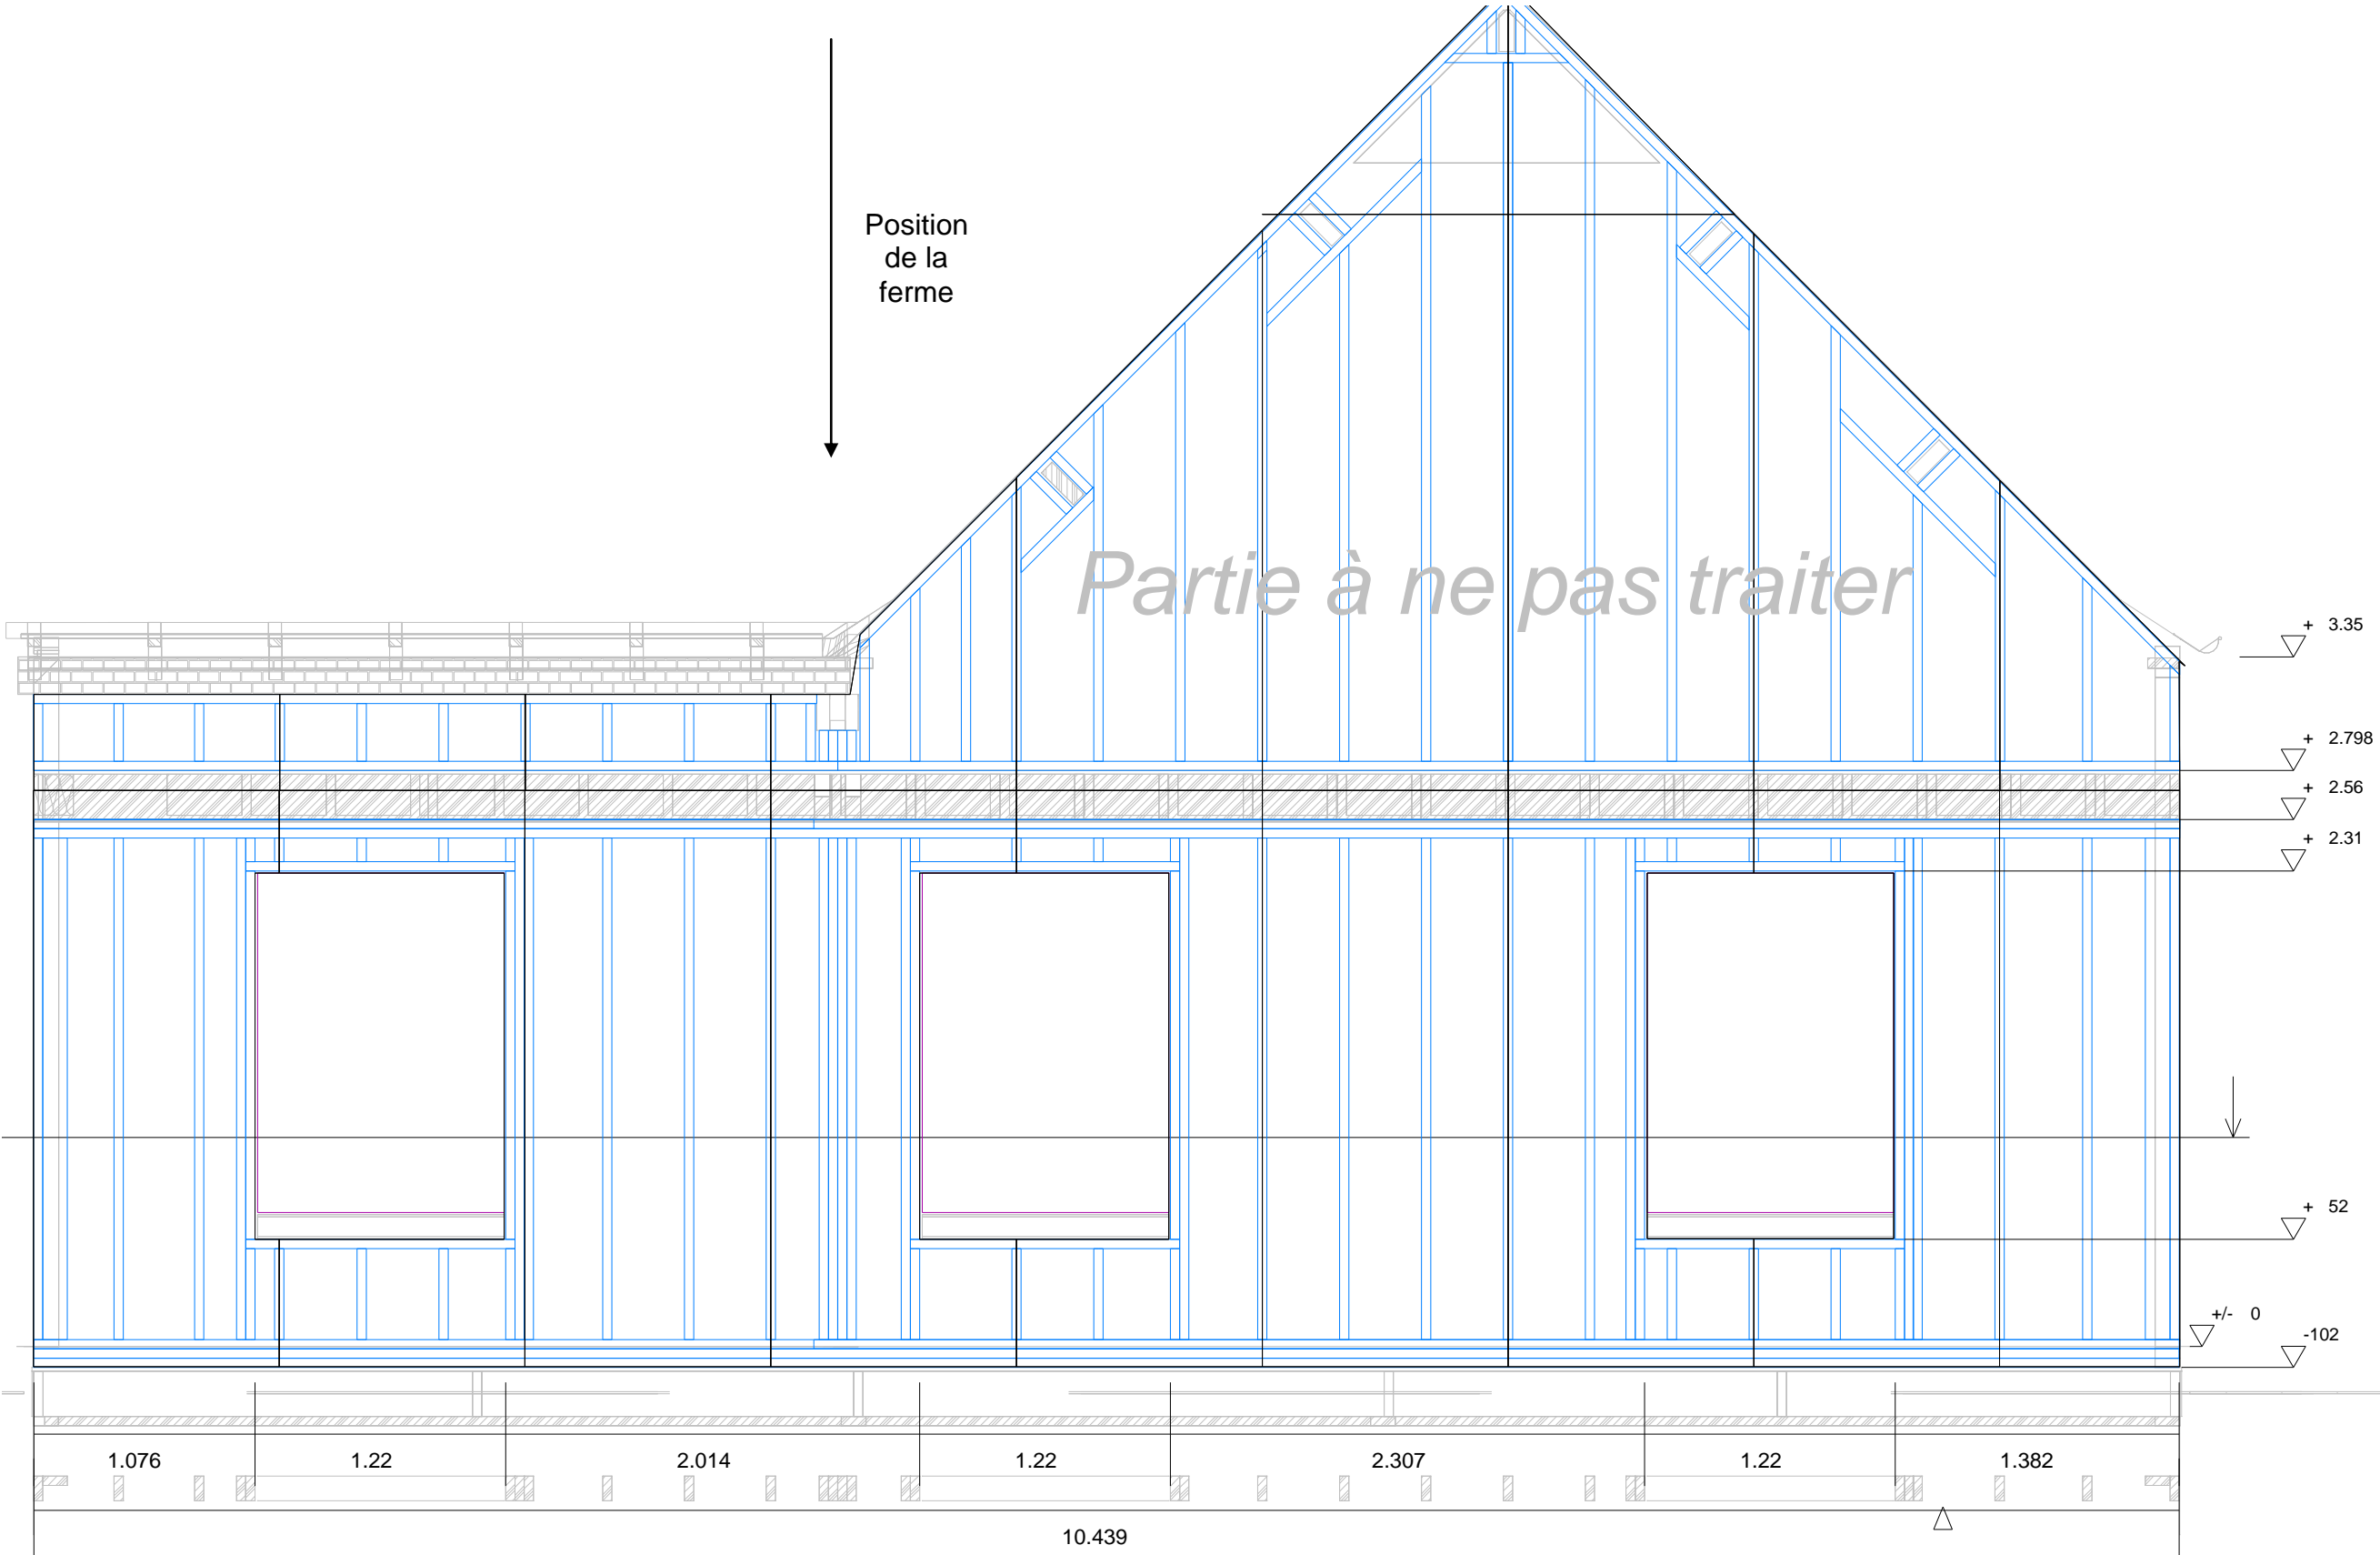 Position
de la
ferme
Partie à ne pas traiter
+ 3.35
+ 2.798
+ 2.56
+ 2.31
+ 52
+/- 0
-102
1.076 1.22 2.014 1.22 2.307 1.22 1.382
10.439